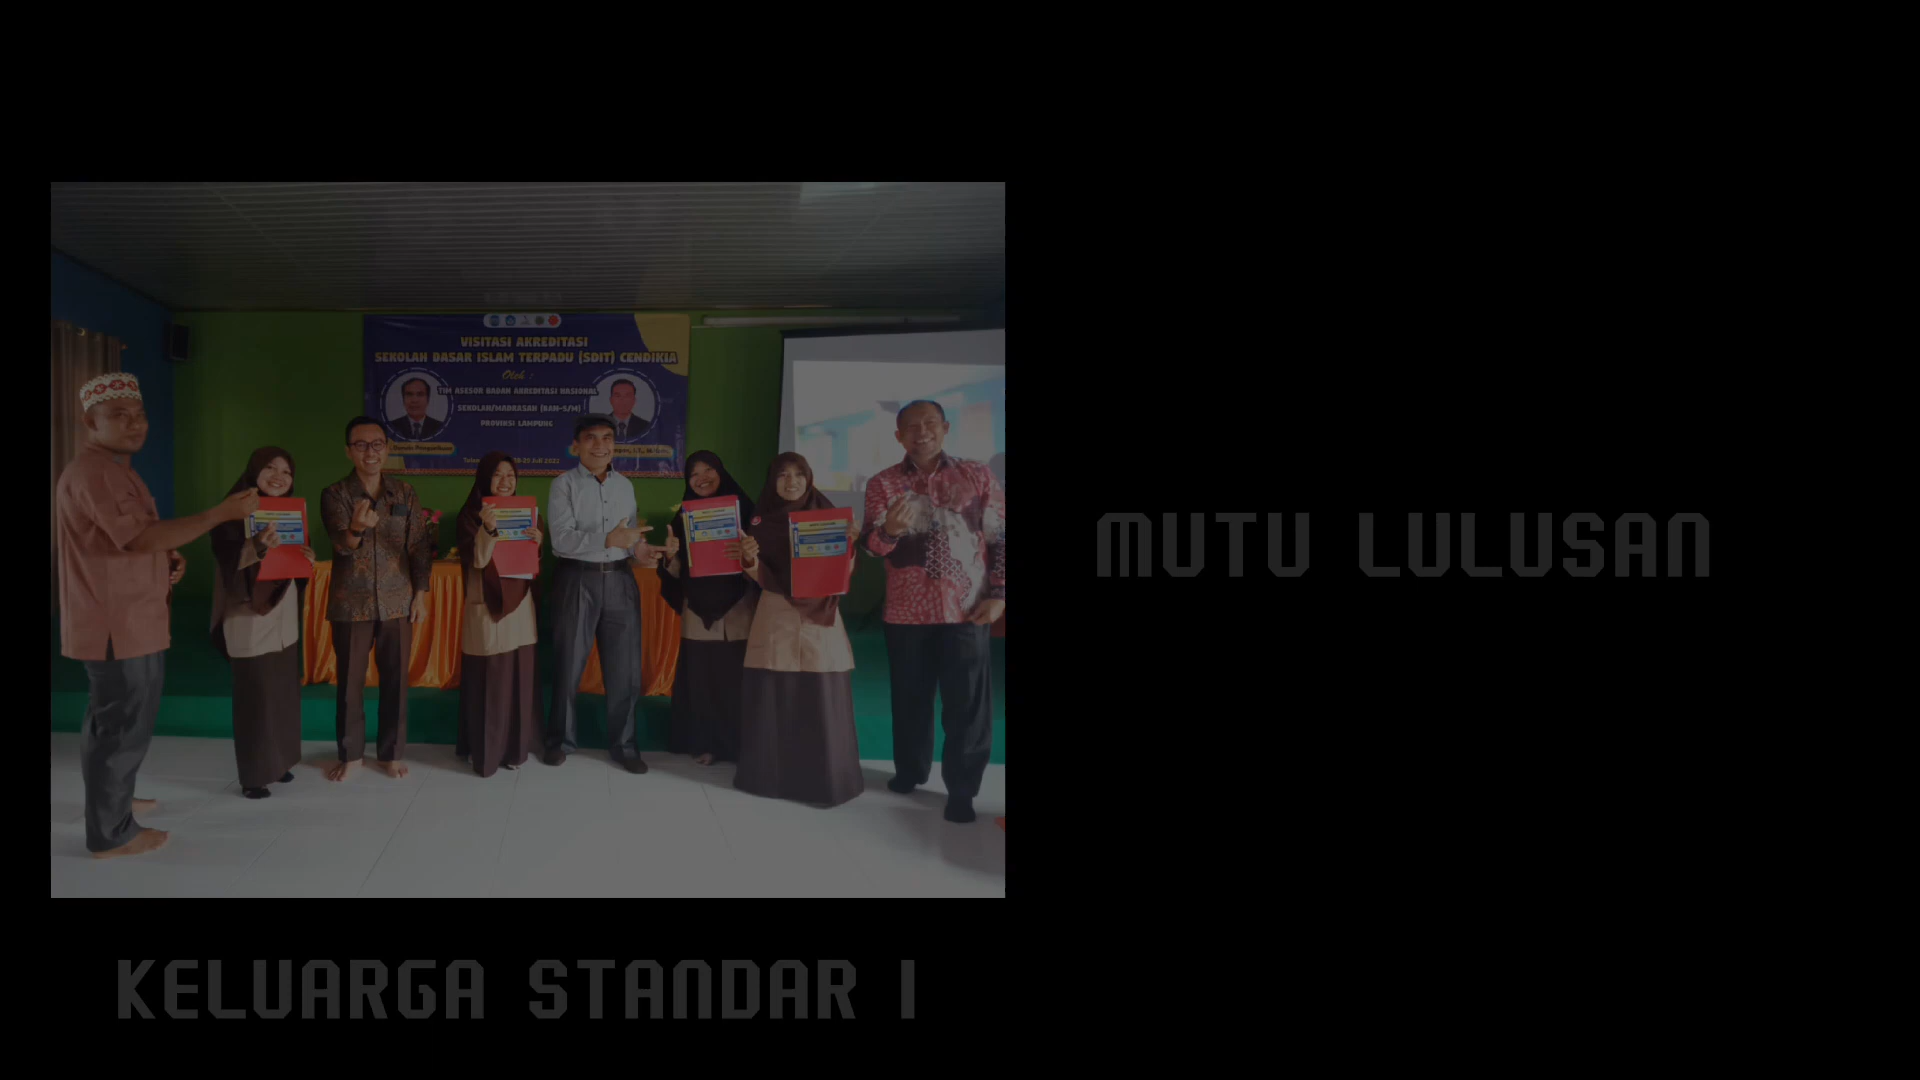 VISITASI AKREDITASI
SEKOLAH DASAR ISLAM TERPADU (SDIT) CENDIKIA
Oleh :
TIM ASESOR BADAN AKREDITASI NASIONAL
SEKOLAH/MADRASAH (BAN-S/M)
PROVINSI LAMPUNG
MUTU LULUSAN
KELUARGA STANDAR I